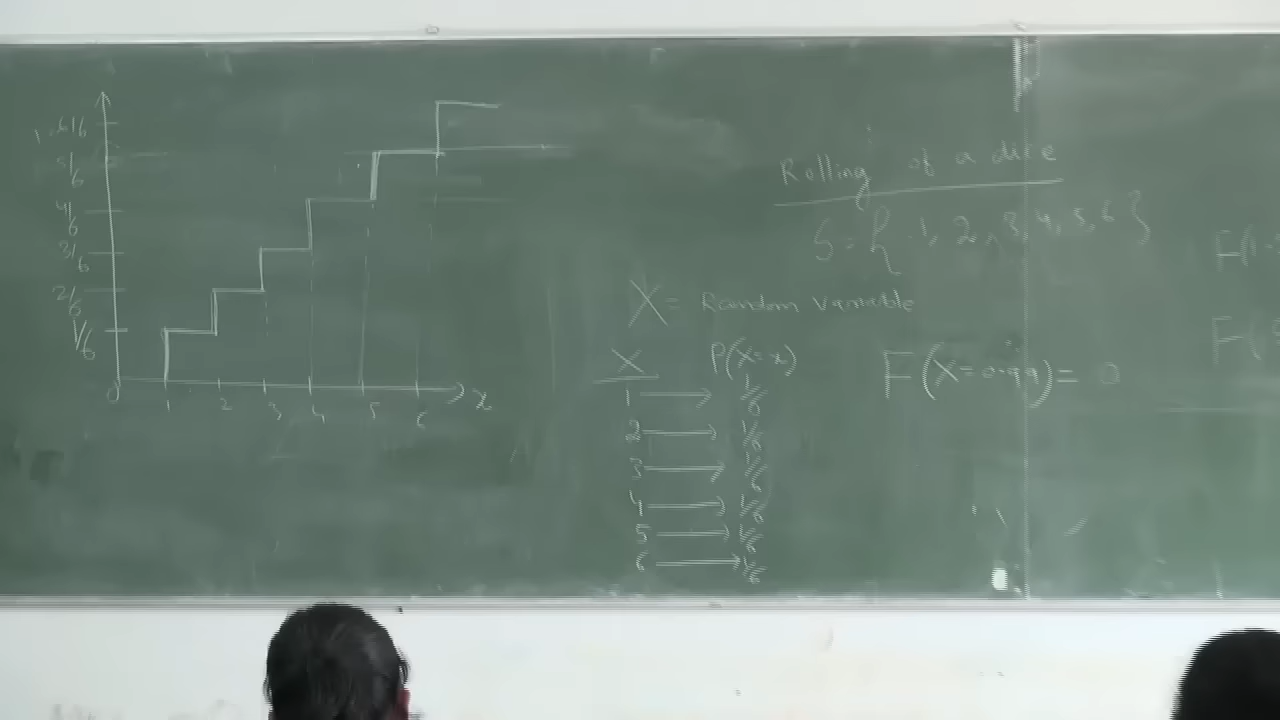 1 = 6/6
5/6
4/6
3/6
2/6
1/6
0 1 2 3 4 5 6 x
Rolling of a dice
S = { 1, 2, 3, 4, 5, 6 }
X = Random Variable
X P(X=x)
1 → 1/6
2 → 1/6
3 → 1/6
4 → 1/6
5 → 1/6
6 → 1/6
F(X=0.99) = 0